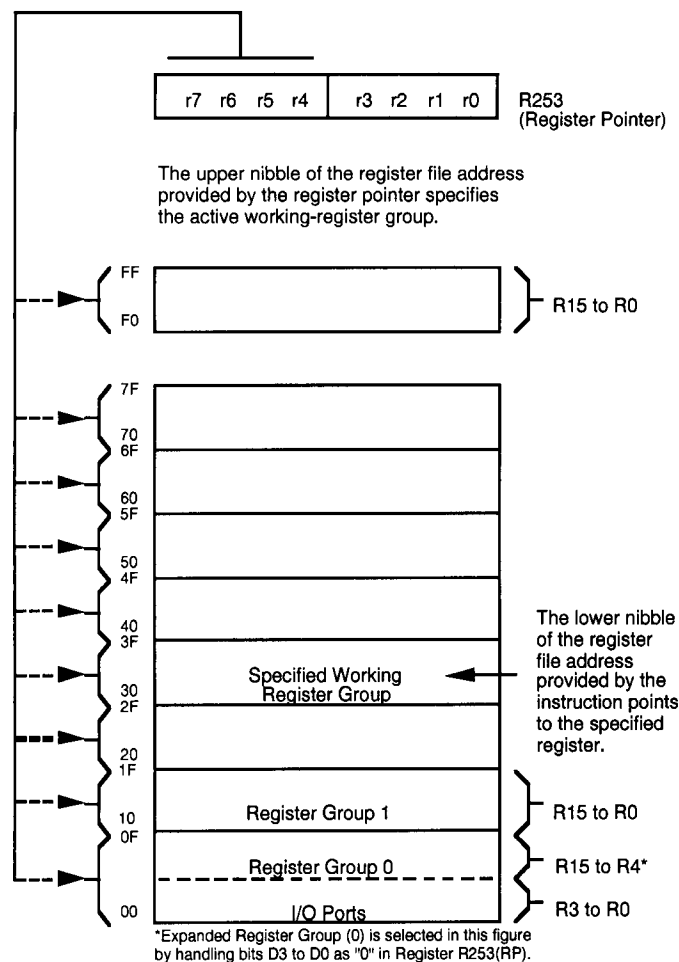 r7 r6 r5 r4 r3 r2 r1 r0
R253
(Register Pointer)
The upper nibble of the register file address
provided by the register pointer specifies
the active working-register group.
FF
F0
R15 to R0
7F
70
6F
60
5F
50
4F
40
3F
30
2F
20
1F
10
0F
00
Specified Working
Register Group
The lower nibble
of the register
file address
provided by the
instruction points
to the specified
register.
Register Group 1
R15 to R0
Register Group 0
R15 to R4*
I/O Ports
R3 to R0
*Expanded Register Group (0) is selected in this figure
by handling bits D3 to D0 as "0" in Register R253(RP).